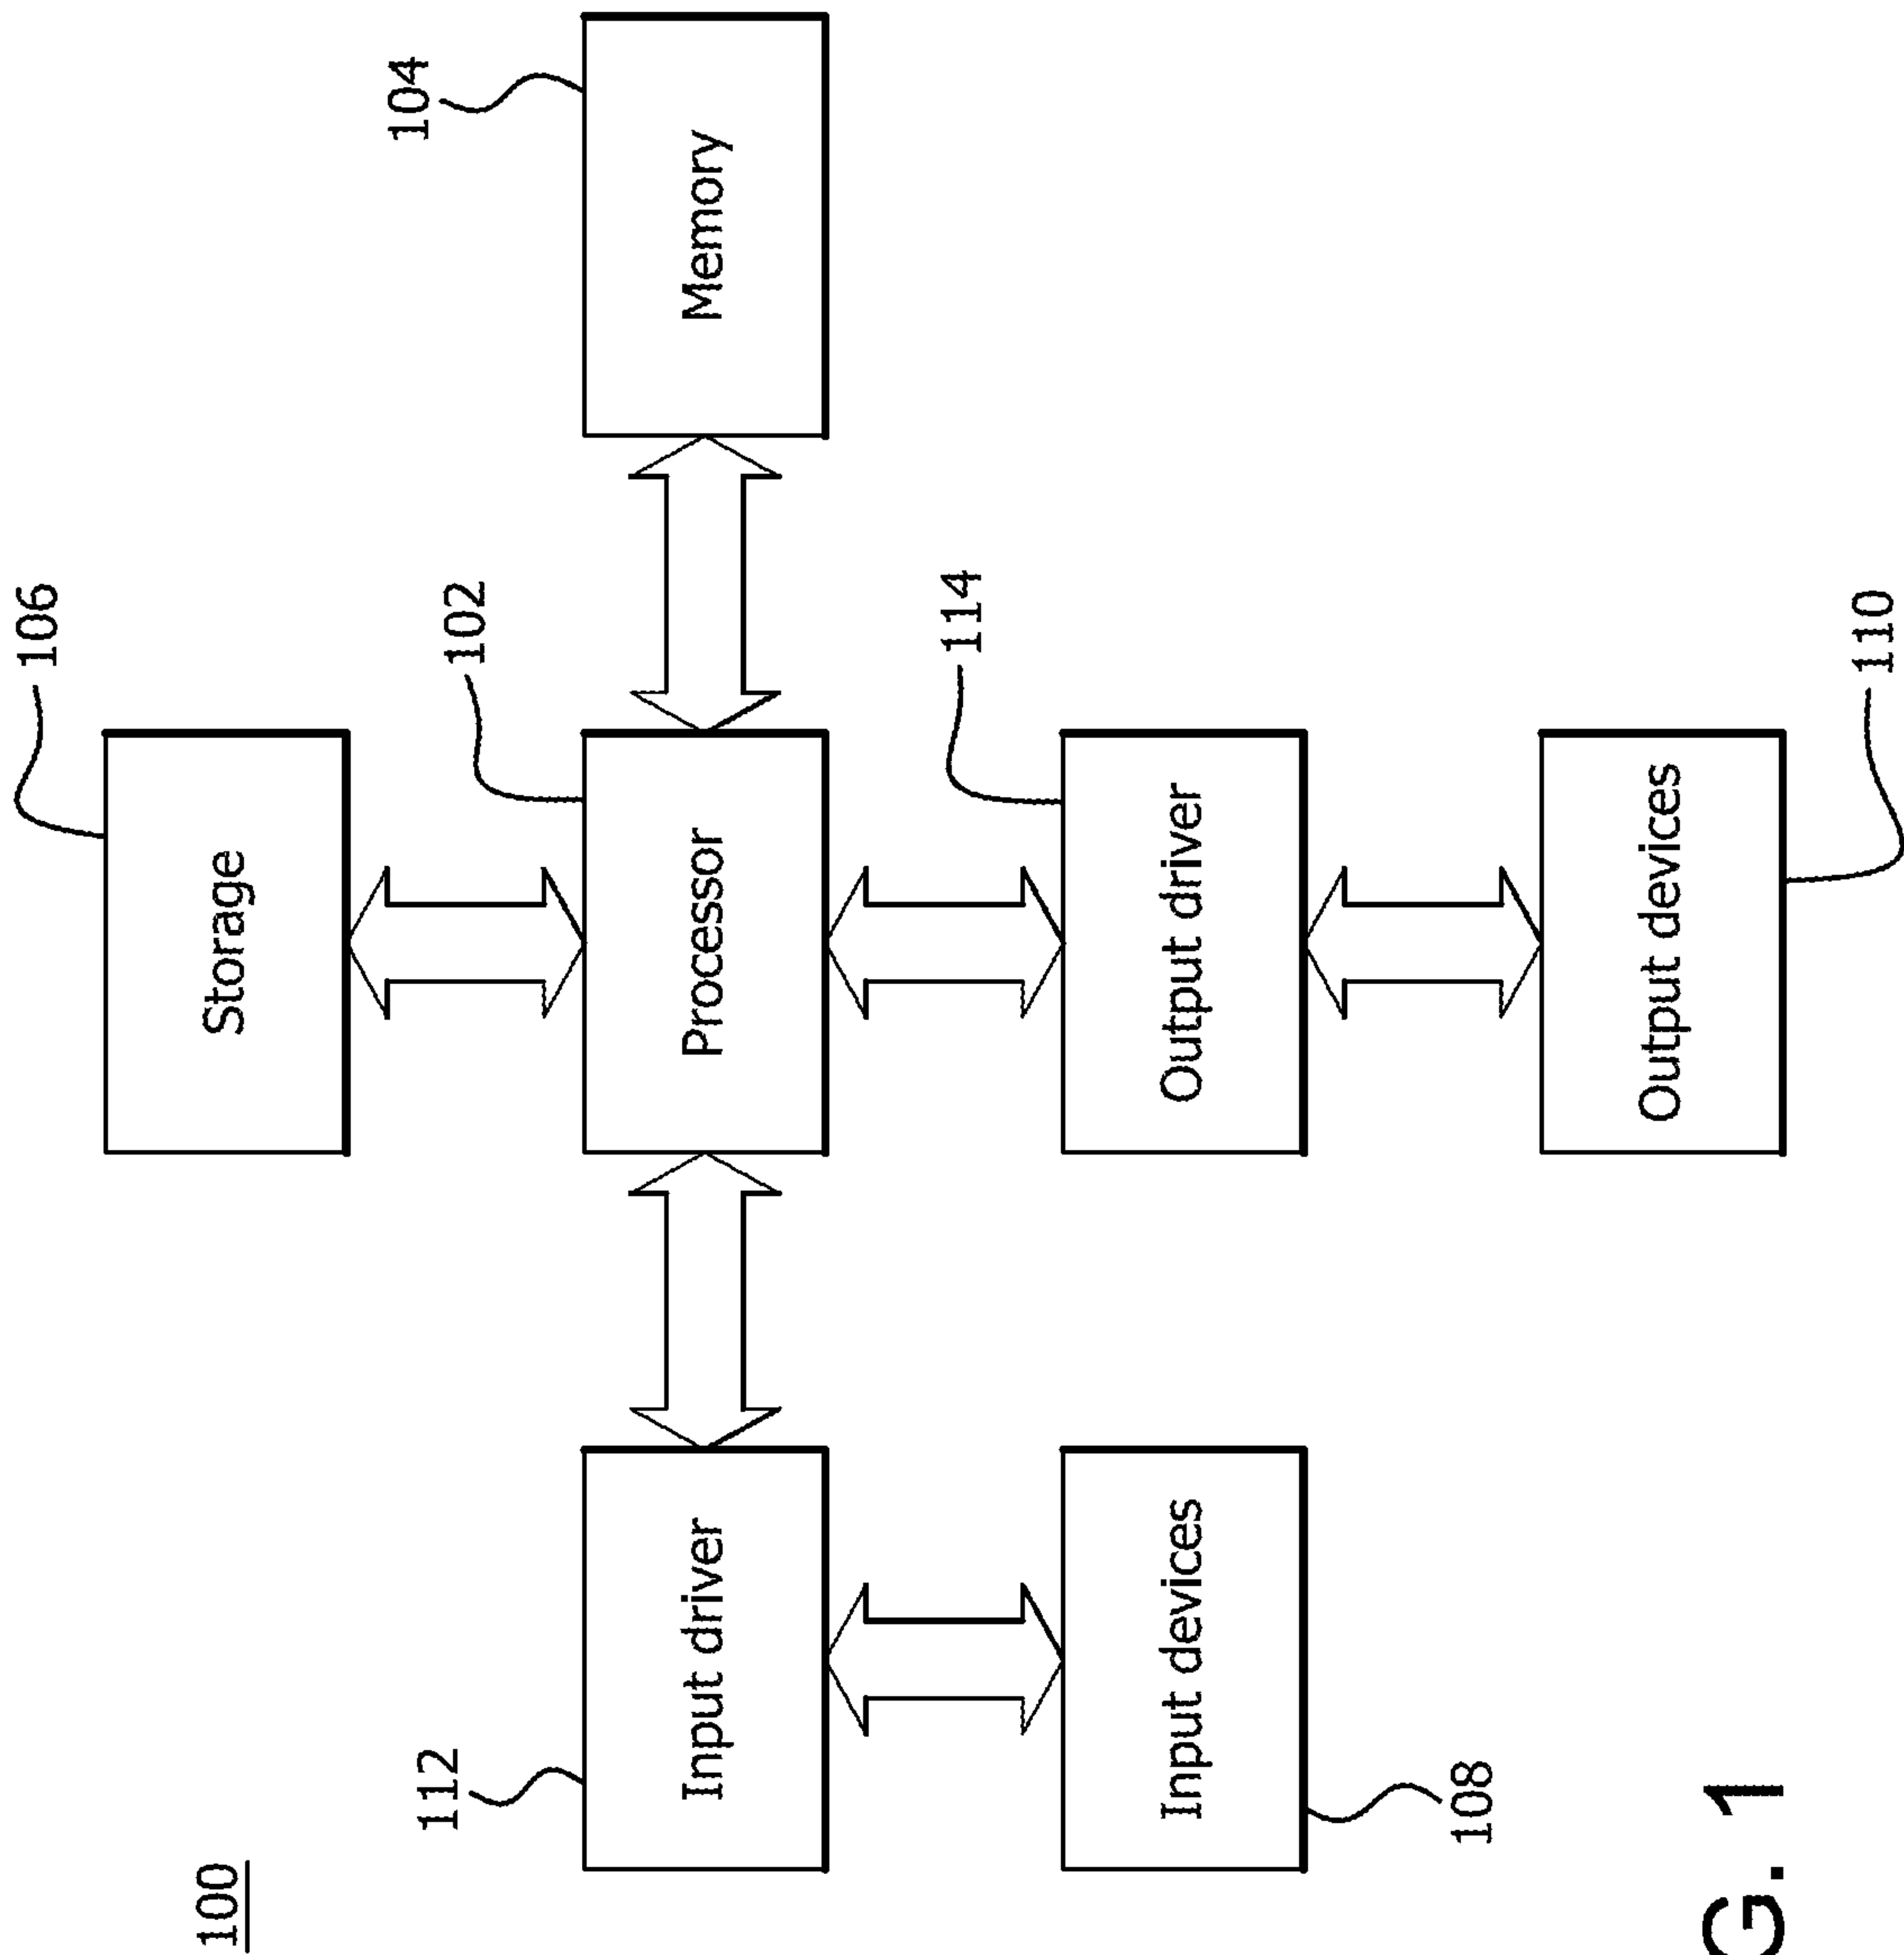 100
106
Storage
112
102
104
Input driver
Processor
Memory
114
Input devices
Output driver
108
Output devices
110
G. 1